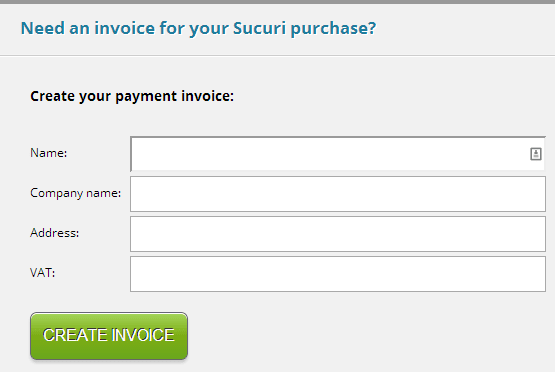 Need an invoice for your Sucuri purchase?
Create your payment invoice:
Name:
Company name:
Address:
VAT:
CREATE INVOICE